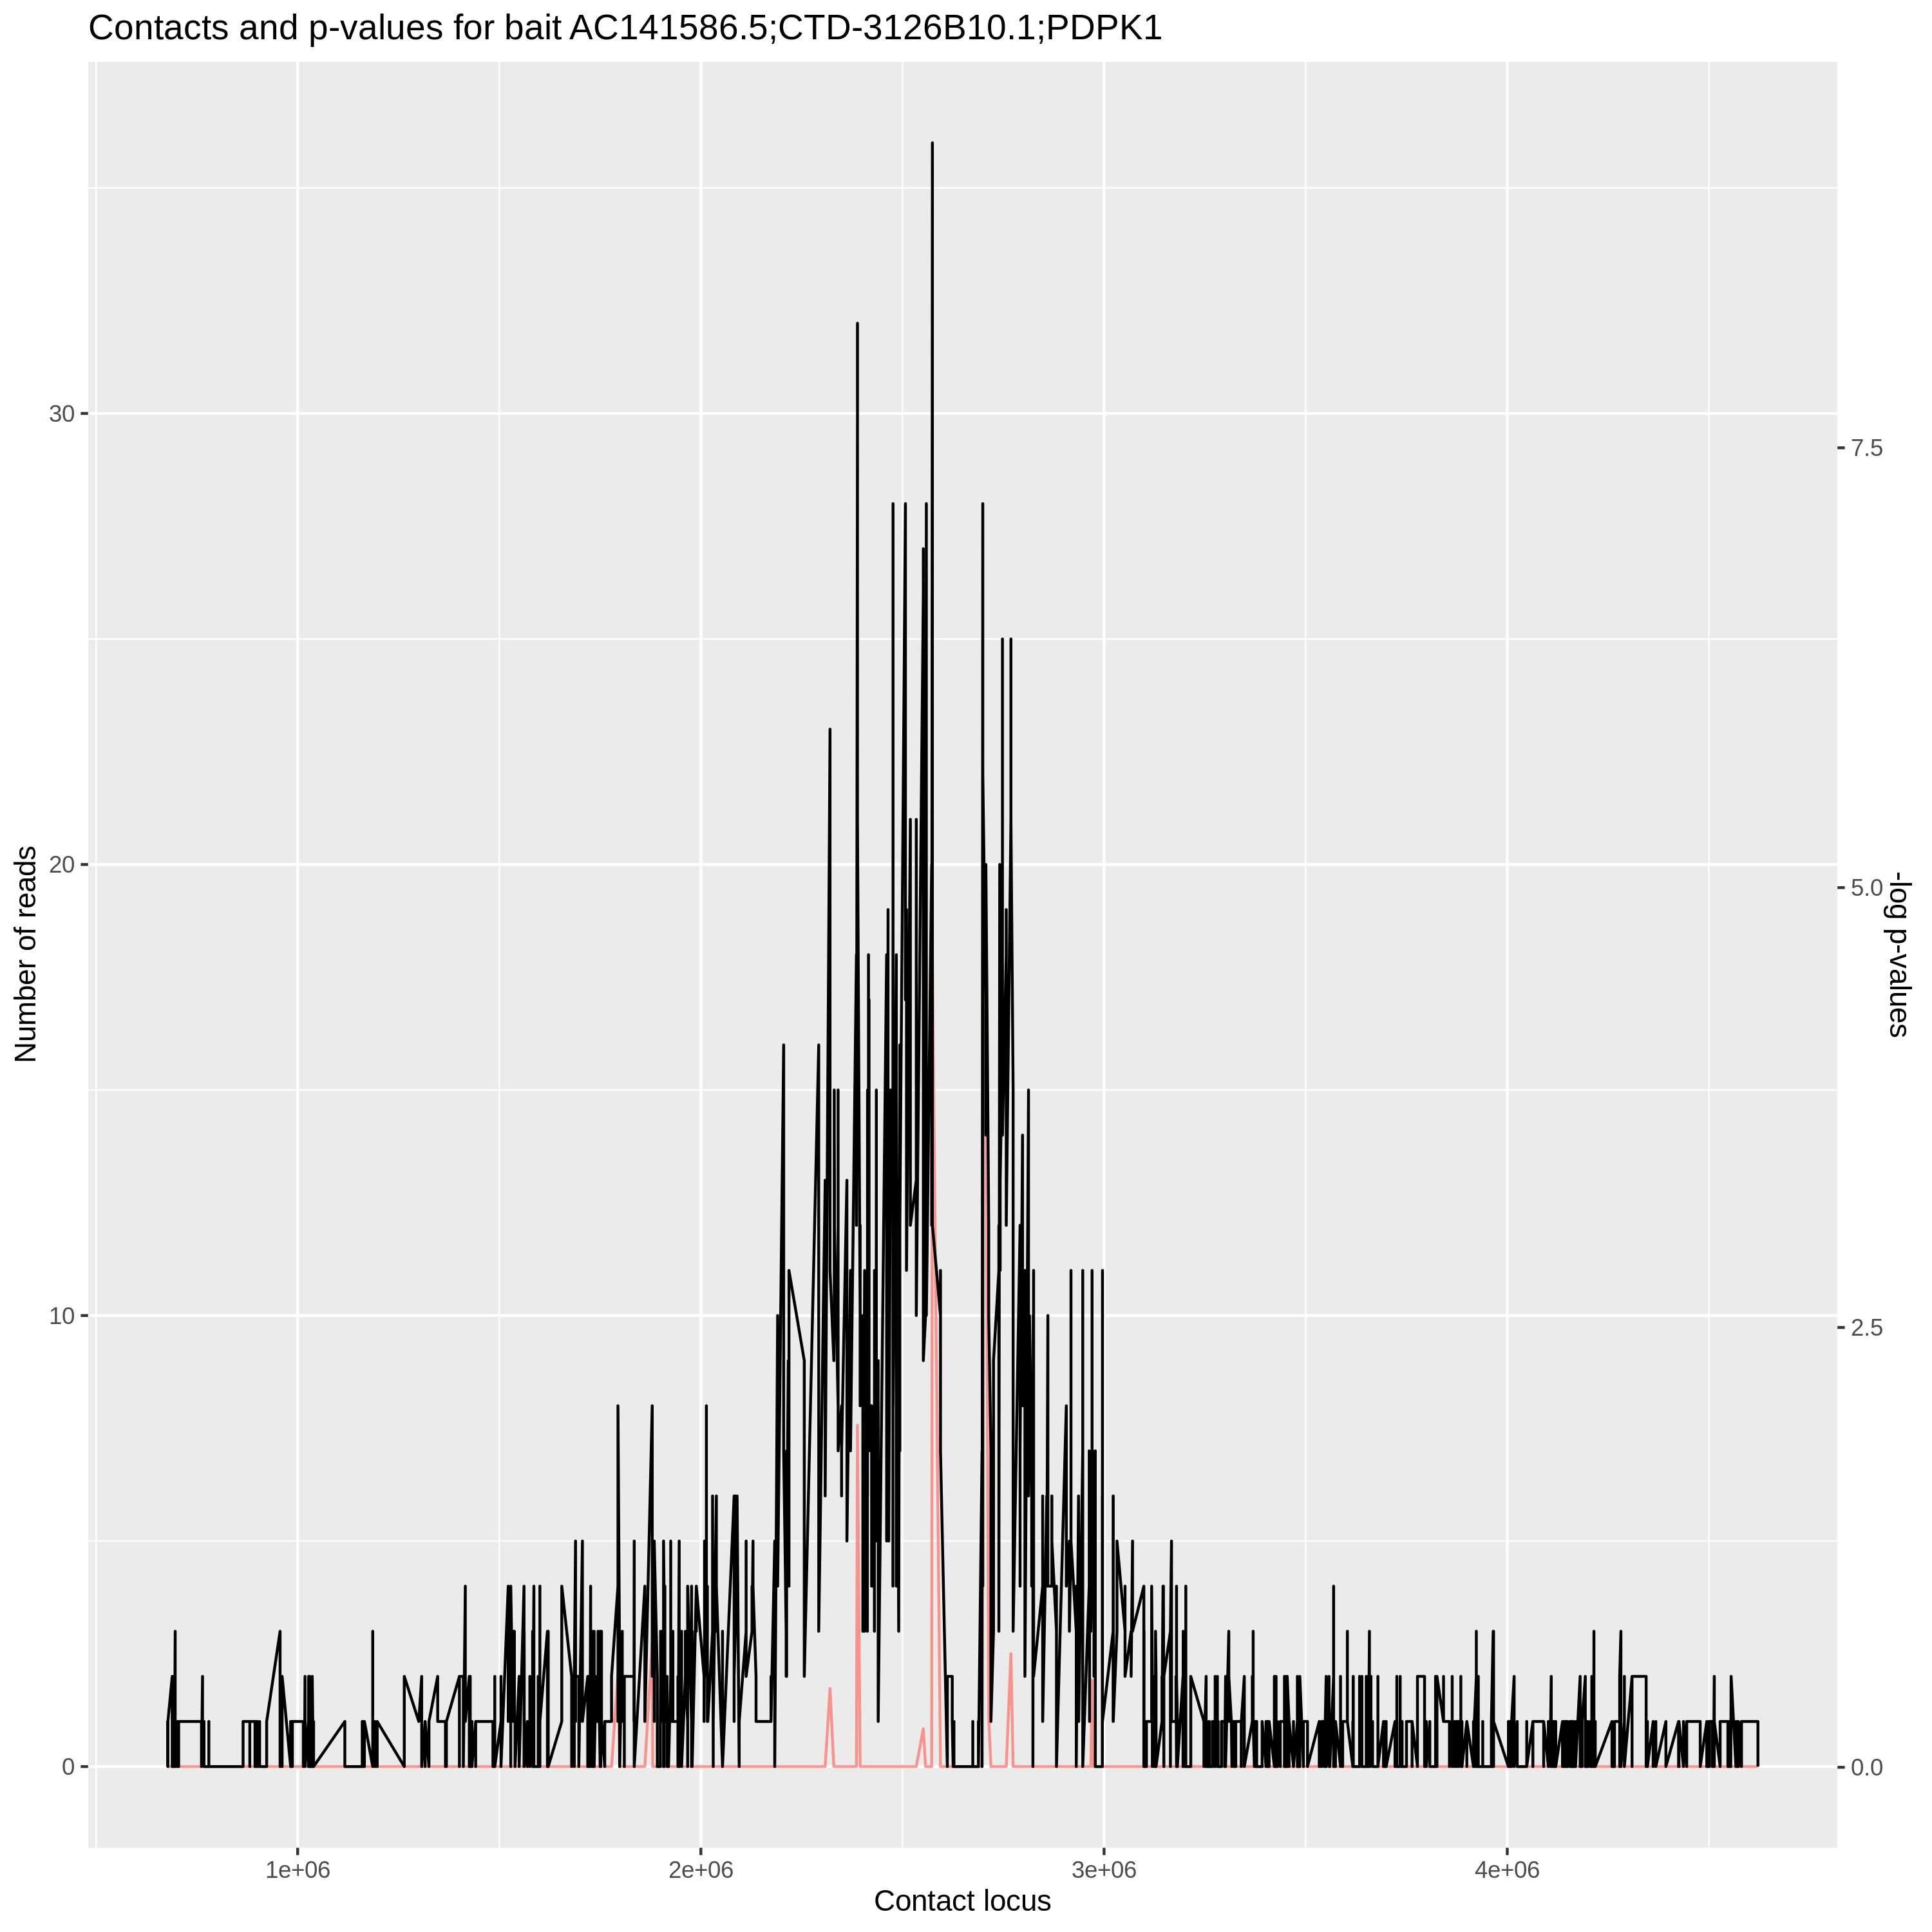 Contacts and p-values for bait AC141586.5;CTD-3126B10.1;PDPK1
30
20
10
0
Number of reads
7.5
5.0
2.5
0.0
-log p-values
1e+06
2e+06
3e+06
4e+06
Contact locus